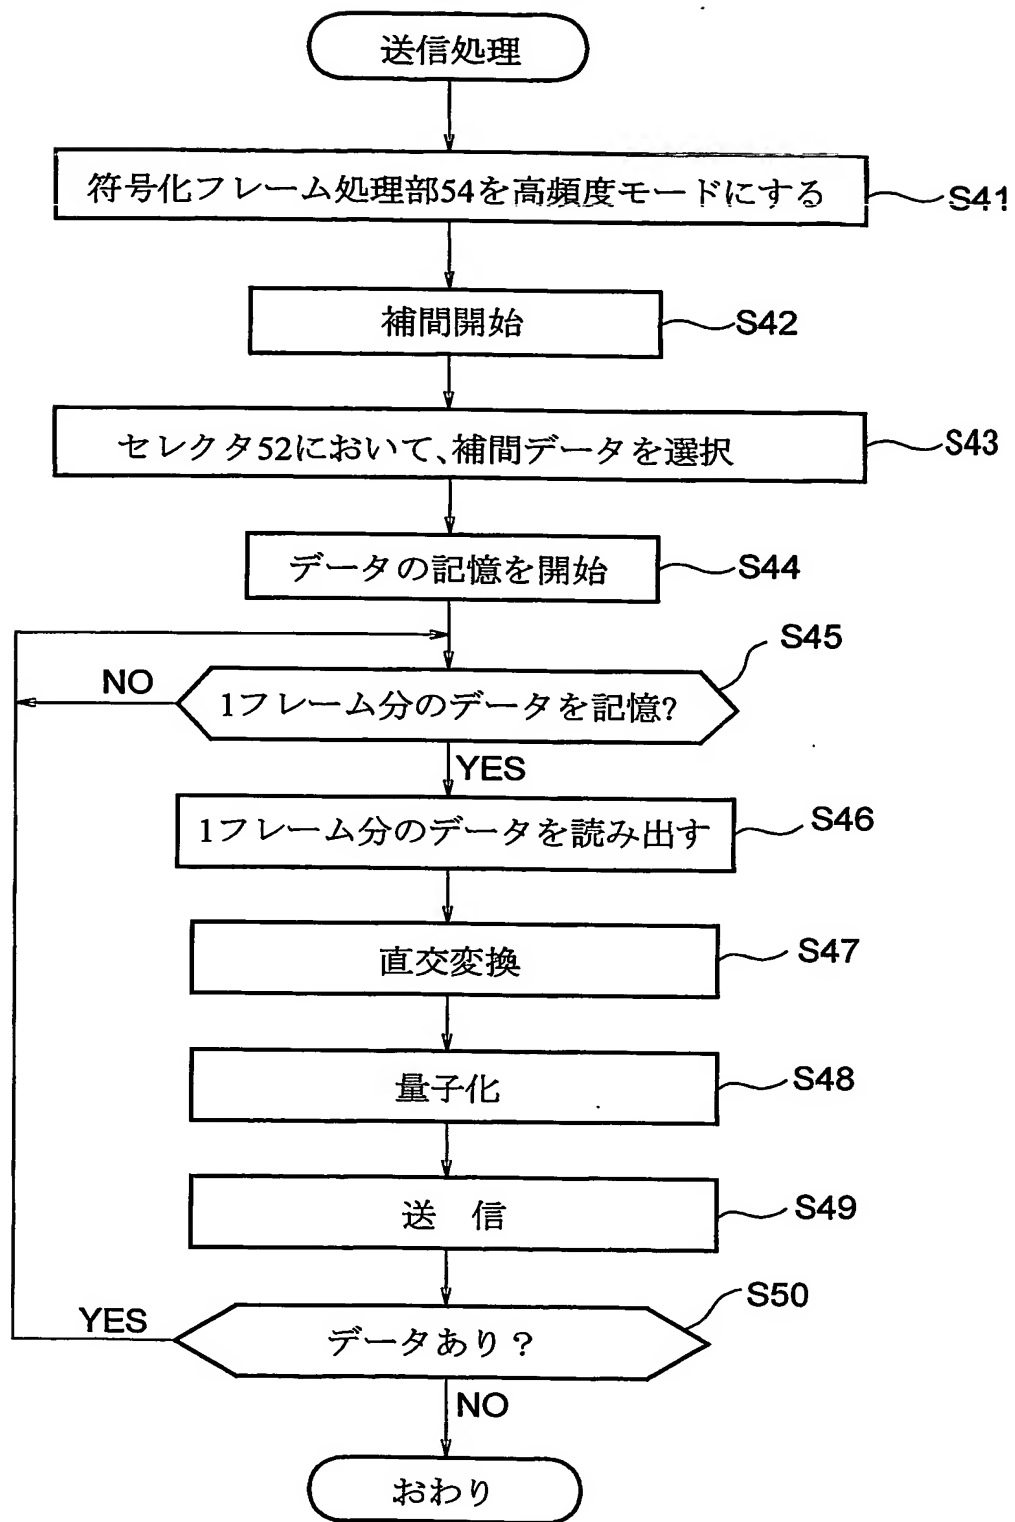 送信処理
符号化フレーム処理部54を高頻度モードにする
S41
補間開始
S42
セレクタ52において、補間データを選択
S43
データの記憶を開始
S44
S45
NO
1フレーム分のデータを記憶?
YES
1フレーム分のデータを読み出す
S46
直交変換
S47
量子化
S48
送 信
S49
S50
YES
データあり?
NO
おわり